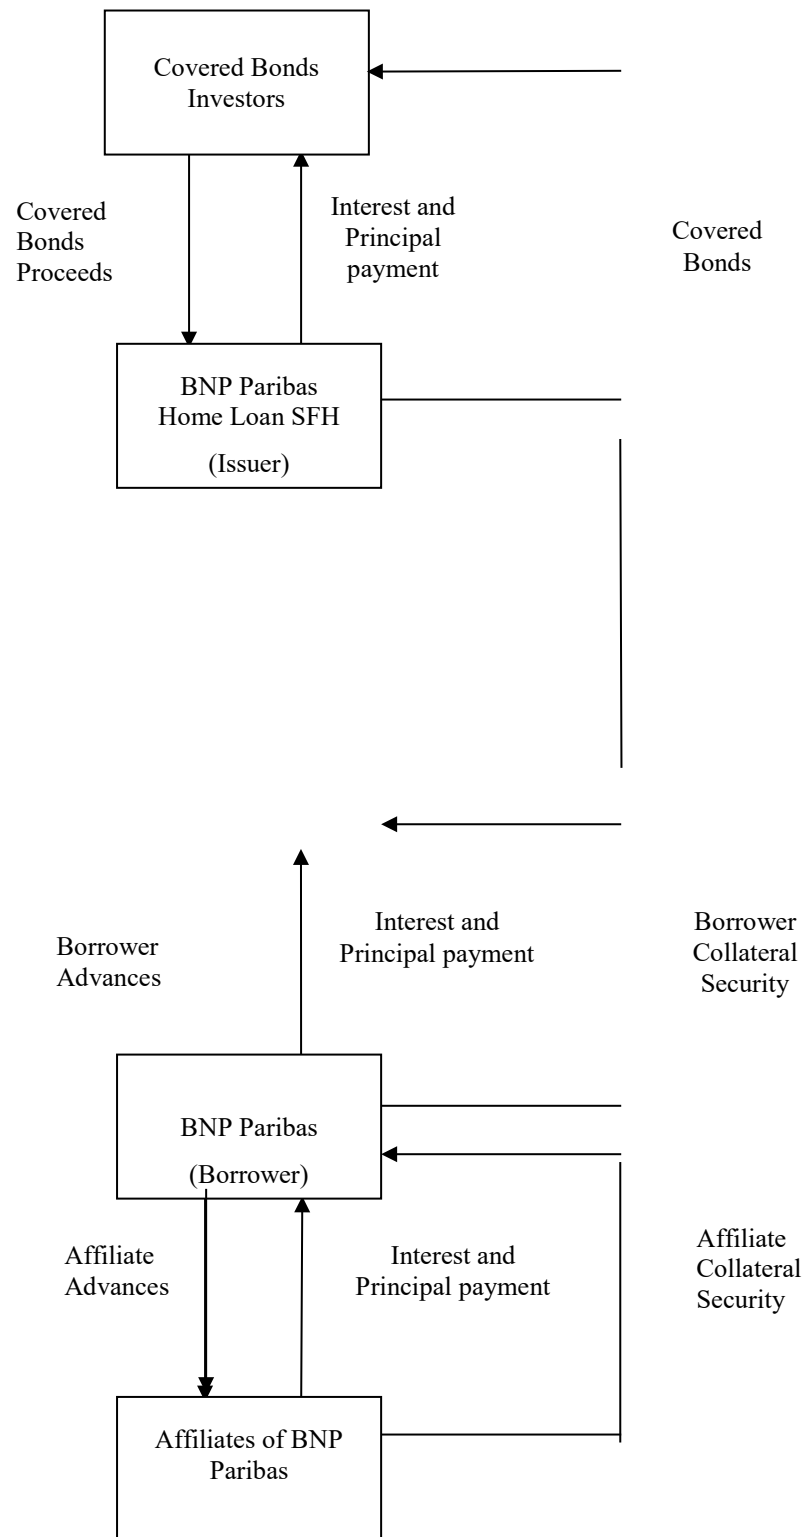 Covered Bonds
Investors
Covered
Bonds
Proceeds
Interest and
Principal
payment
Covered
Bonds
BNP Paribas
Home Loan SFH
(Issuer)
Borrower
Advances
Interest and
Principal payment
Borrower
Collateral
Security
BNP Paribas
(Borrower)
Affiliate
Advances
Interest and
Principal payment
Affiliate
Collateral
Security
Affiliates of BNP
Paribas